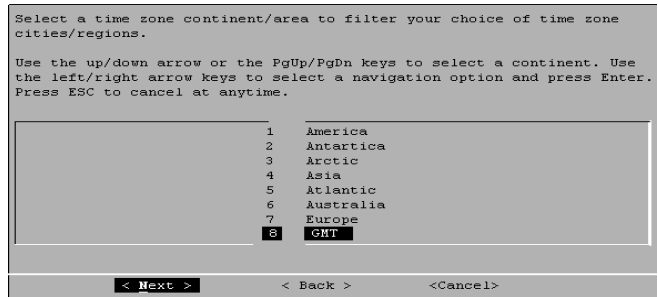 Select a time zone continent/area to filter your choice of time zone
cities/regions.
Use the up/down arrow or the PgUp/PgDn keys to select a continent. Use
the left/right arrow keys to select a navigation option and press Enter.
Press ESC to cancel at anytime.
1 America
2 Antartica
3 Arctic
4 Asia
5 Atlantic
6 Australia
7 Europe
8 GMT
< Next > < Back > <Cancel>